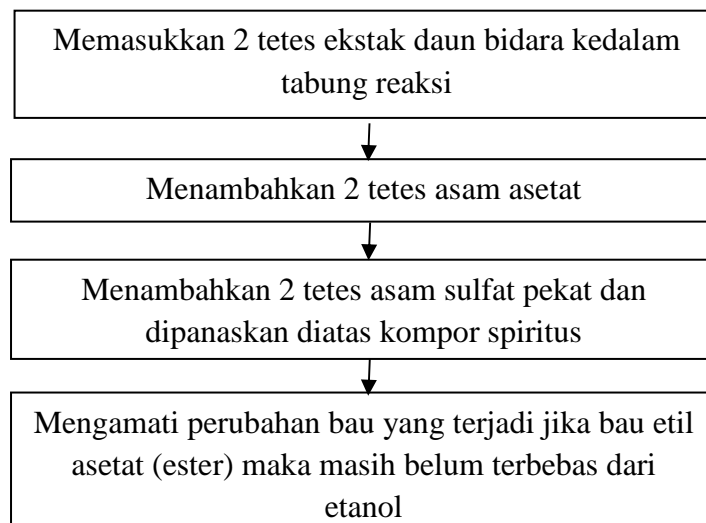 Memasukkan 2 tetes ekstak daun bidara kedalam
tabung reaksi
Menambahkan 2 tetes asam asetat
Menambahkan 2 tetes asam sulfat pekat dan
dipanaskan diatas kompor spiritus
Mengamati perubahan bau yang terjadi jika bau etil
asetat (ester) maka masih belum terbebas dari
etanol